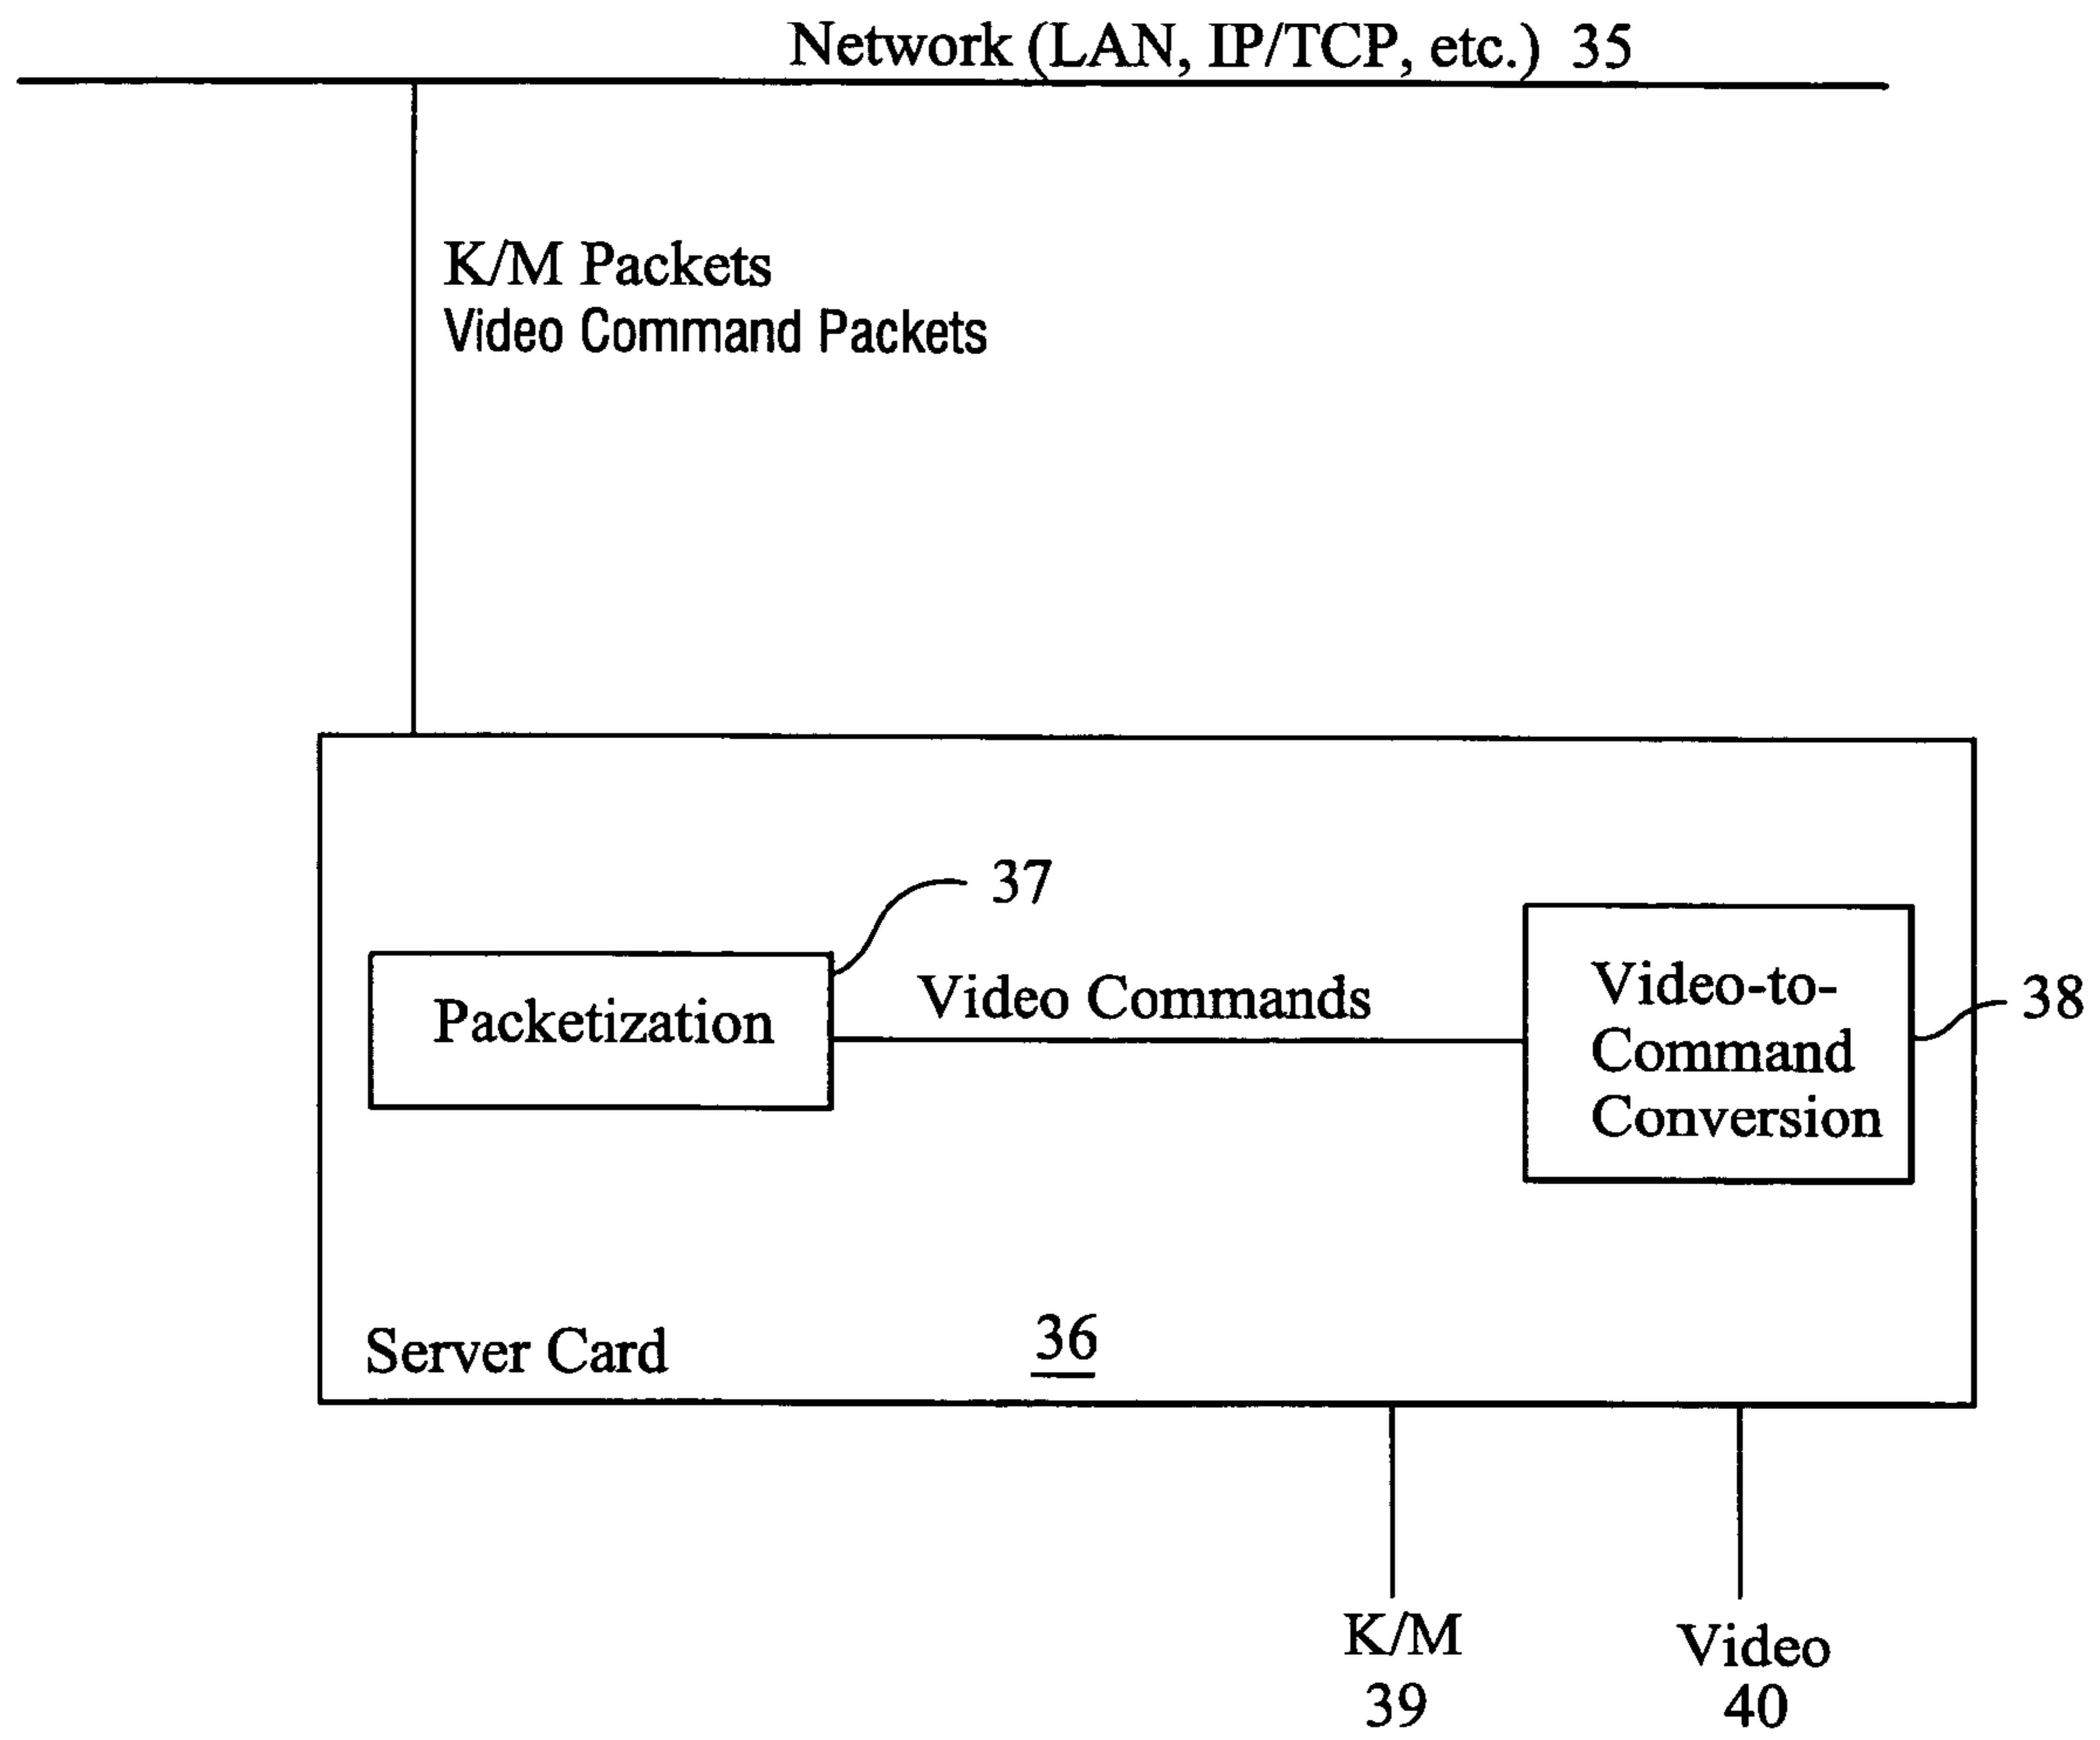 Network (LAN, IP/TCP, etc.) 35
K/M Packets
Video Command Packets
37
Packetization
Video Commands
Video-to-
Command
Conversion
38
Server Card
36
K/M
39
Video
40